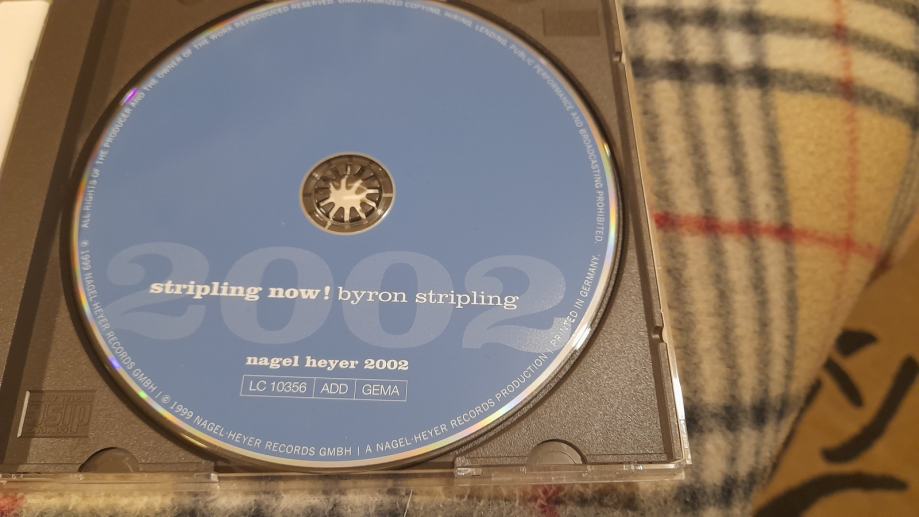 ℗ 1999 NAGEL-HEYER RECORDS GMBH | © 1999 NAGEL-HEYER RECORDS GMBH | A NAGEL-HEYER RECORDS PRODUCTION / PRINTED IN GERMANY.
ALL RIGHTS OF THE PRODUCER AND THE OWNER OF THE WORK REPRODUCED RESERVED. UNAUTHORIZED COPYING, HIRING, LENDING, PUBLIC PERFORMANCE AND BROADCASTING PROHIBITED.
2002
stripling now! byron stripling
nagel heyer 2002
LC 10356 ADD GEMA